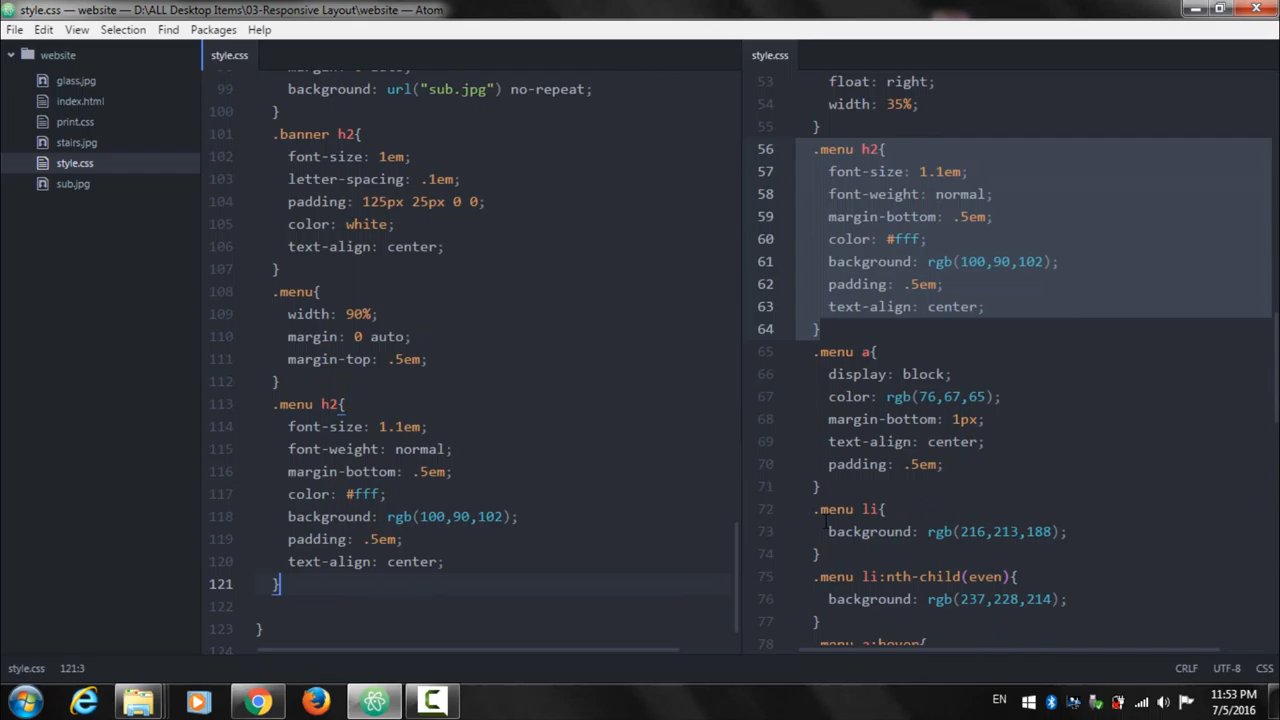 style.css — website — D:\ALL Desktop Items\03-Responsive Layout\website — Atom
File Edit View Selection Find Packages Help
website
glass.jpg
index.html
print.css
stairs.jpg
style.css
sub.jpg
style.css
99 background: url("sub.jpg") no-repeat;
100 }
101 .banner h2{
102 font-size: 1em;
103 letter-spacing: .1em;
104 padding: 125px 25px 0 0;
105 color: white;
106 text-align: center;
107 }
108 .menu{
109 width: 90%;
110 margin: 0 auto;
111 margin-top: .5em;
112 }
113 .menu h2{
114 font-size: 1.1em;
115 font-weight: normal;
116 margin-bottom: .5em;
117 color: #fff;
118 background: rgb(100,90,102);
119 padding: .5em;
120 text-align: center;
121 }
122
123 }
124
style.css
53 float: right;
54 width: 35%;
55 }
56 .menu h2{
57 font-size: 1.1em;
58 font-weight: normal;
59 margin-bottom: .5em;
60 color: #fff;
61 background: rgb(100,90,102);
62 padding: .5em;
63 text-align: center;
64 }
65 .menu a{
66 display: block;
67 color: rgb(76,67,65);
68 margin-bottom: 1px;
69 text-align: center;
70 padding: .5em;
71 }
72 .menu li{
73 background: rgb(216,213,188);
74 }
75 .menu li:nth-child(even){
76 background: rgb(237,228,214);
77 }
78 .menu a:hover{
style.css 121:3 CRLF UTF-8 CSS
EN 11:53 PM
7/5/2016